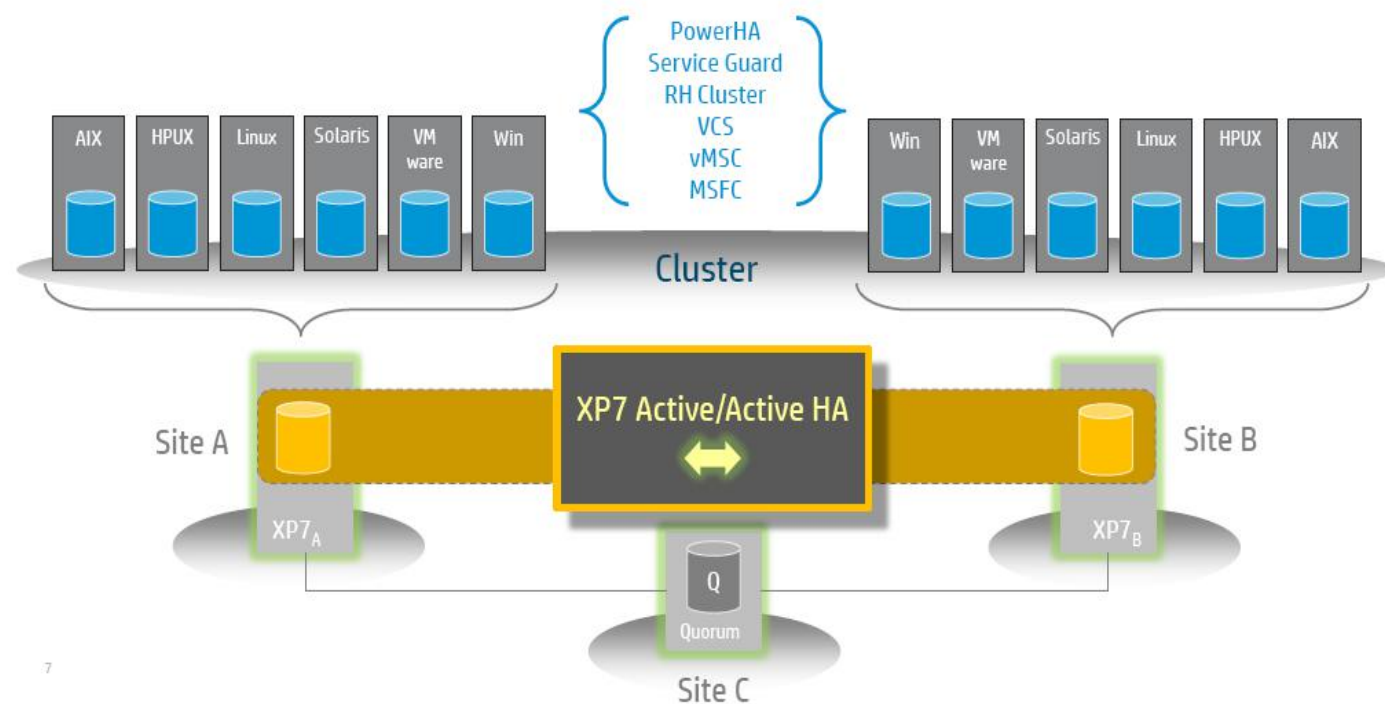 PowerHA
Service Guard
RH Cluster
VCS
vMSC
MSFC
AIX
HPUX
Linux
Solaris
VM
ware
Win
Win
VM
ware
Solaris
Linux
HPUX
AIX
Cluster
XP7 Active/Active HA
Site A
Site B
XP7A
XP7B
Q
Quorum
Site C
7